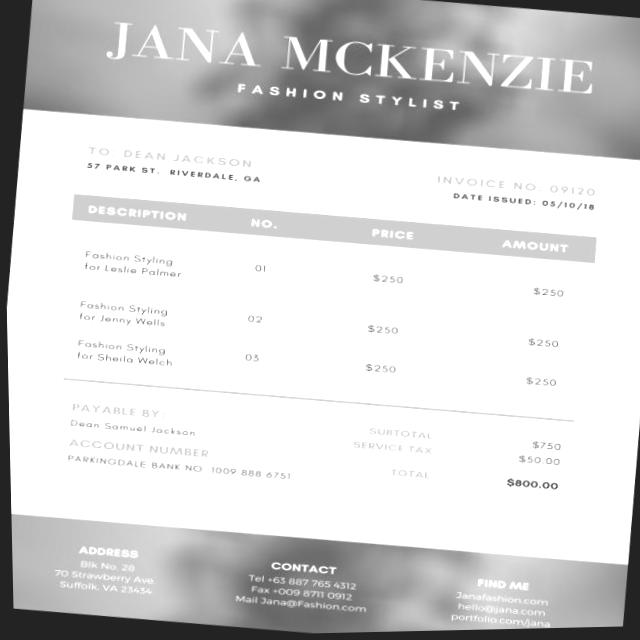 JANA MCKENZIE
FASHION STYLIST
TO DEAN JACKSON
57 PARK ST. RIVERDALE, GA
INVOICE NO. 09120
DATE ISSUED: 05/10/18
DESCRIPTION NO. PRICE AMOUNT
Fashion Styling
for Leslie Palmer 01 $250 $250
Fashion Styling
for Jenny Wells 02 $250 $250
Fashion Styling
for Sheila Welch 03 $250 $250
PAYABLE BY:
Dean Samuel Jackson
ACCOUNT NUMBER
PARKINGDALE BANK NO 1009 888 6751
SUBTOTAL $750
SERVICE TAX $50.00
TOTAL $800.00
ADDRESS
Blk No. 28
70 Strawberry Ave
Suffolk, VA 23434
CONTACT
Tel +63 887 765 4312
Fax +009 8711 0912
Mail Jana@Fashion.com
FIND ME
Janafashion.com
hello@jana.com
portfolio.com/jana